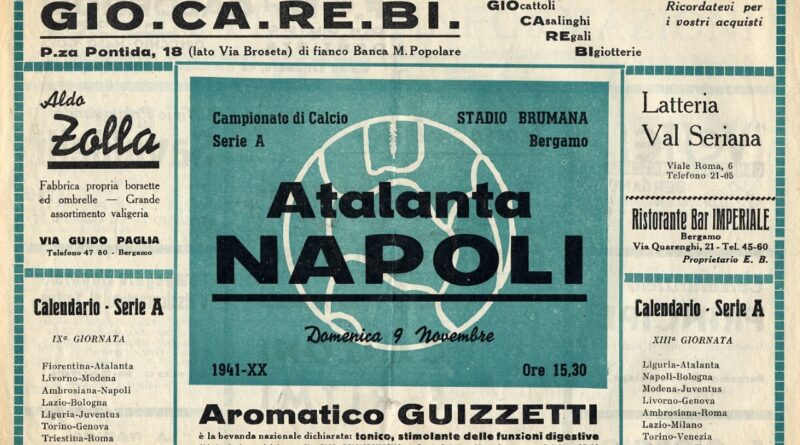 GIO.CA.RE.BI.
P.za Pontida, 18 (lato Via Broseta) di fianco Banca M. Popolare
GIOcattoli
CAsalinghi
REgali
BIgiotterie
Ricordatevi per
i vostri acquisti
Aldo
Zolla
Fabbrica propria borsette
ed ombrelle — Grande
assortimento valigeria
VIA GUIDO PAGLIA
Telefono 47 80 - Bergamo
Calendario - Serie A
IXª GIORNATA
Fiorentina-Atalanta
Livorno-Modena
Ambrosiana-Napoli
Lazio-Bologna
Liguria-Juventus
Torino-Genova
Triestina-Roma
Campionato di Calcio
Serie A
STADIO BRUMANA
Bergamo
Atalanta
NAPOLI
Domenica 9 Novembre
1941-XX
Ore 15,30
Aromatico GUIZZETTI
è la bevanda nazionale dichiarata: tonico, stimolante delle funzioni digestive
Latteria
Val Seriana
Viale Roma, 6
Telefono 21-05
Ristorante Bar IMPERIALE
Bergamo
Via Quarenghi, 21 - Tel. 45-60
Proprietario E. B.
Calendario - Serie A
XIIIª GIORNATA
Liguria-Atalanta
Napoli-Bologna
Modena-Juventus
Livorno-Genova
Ambrosiana-Roma
Lazio-Milano
Torino-Venezia